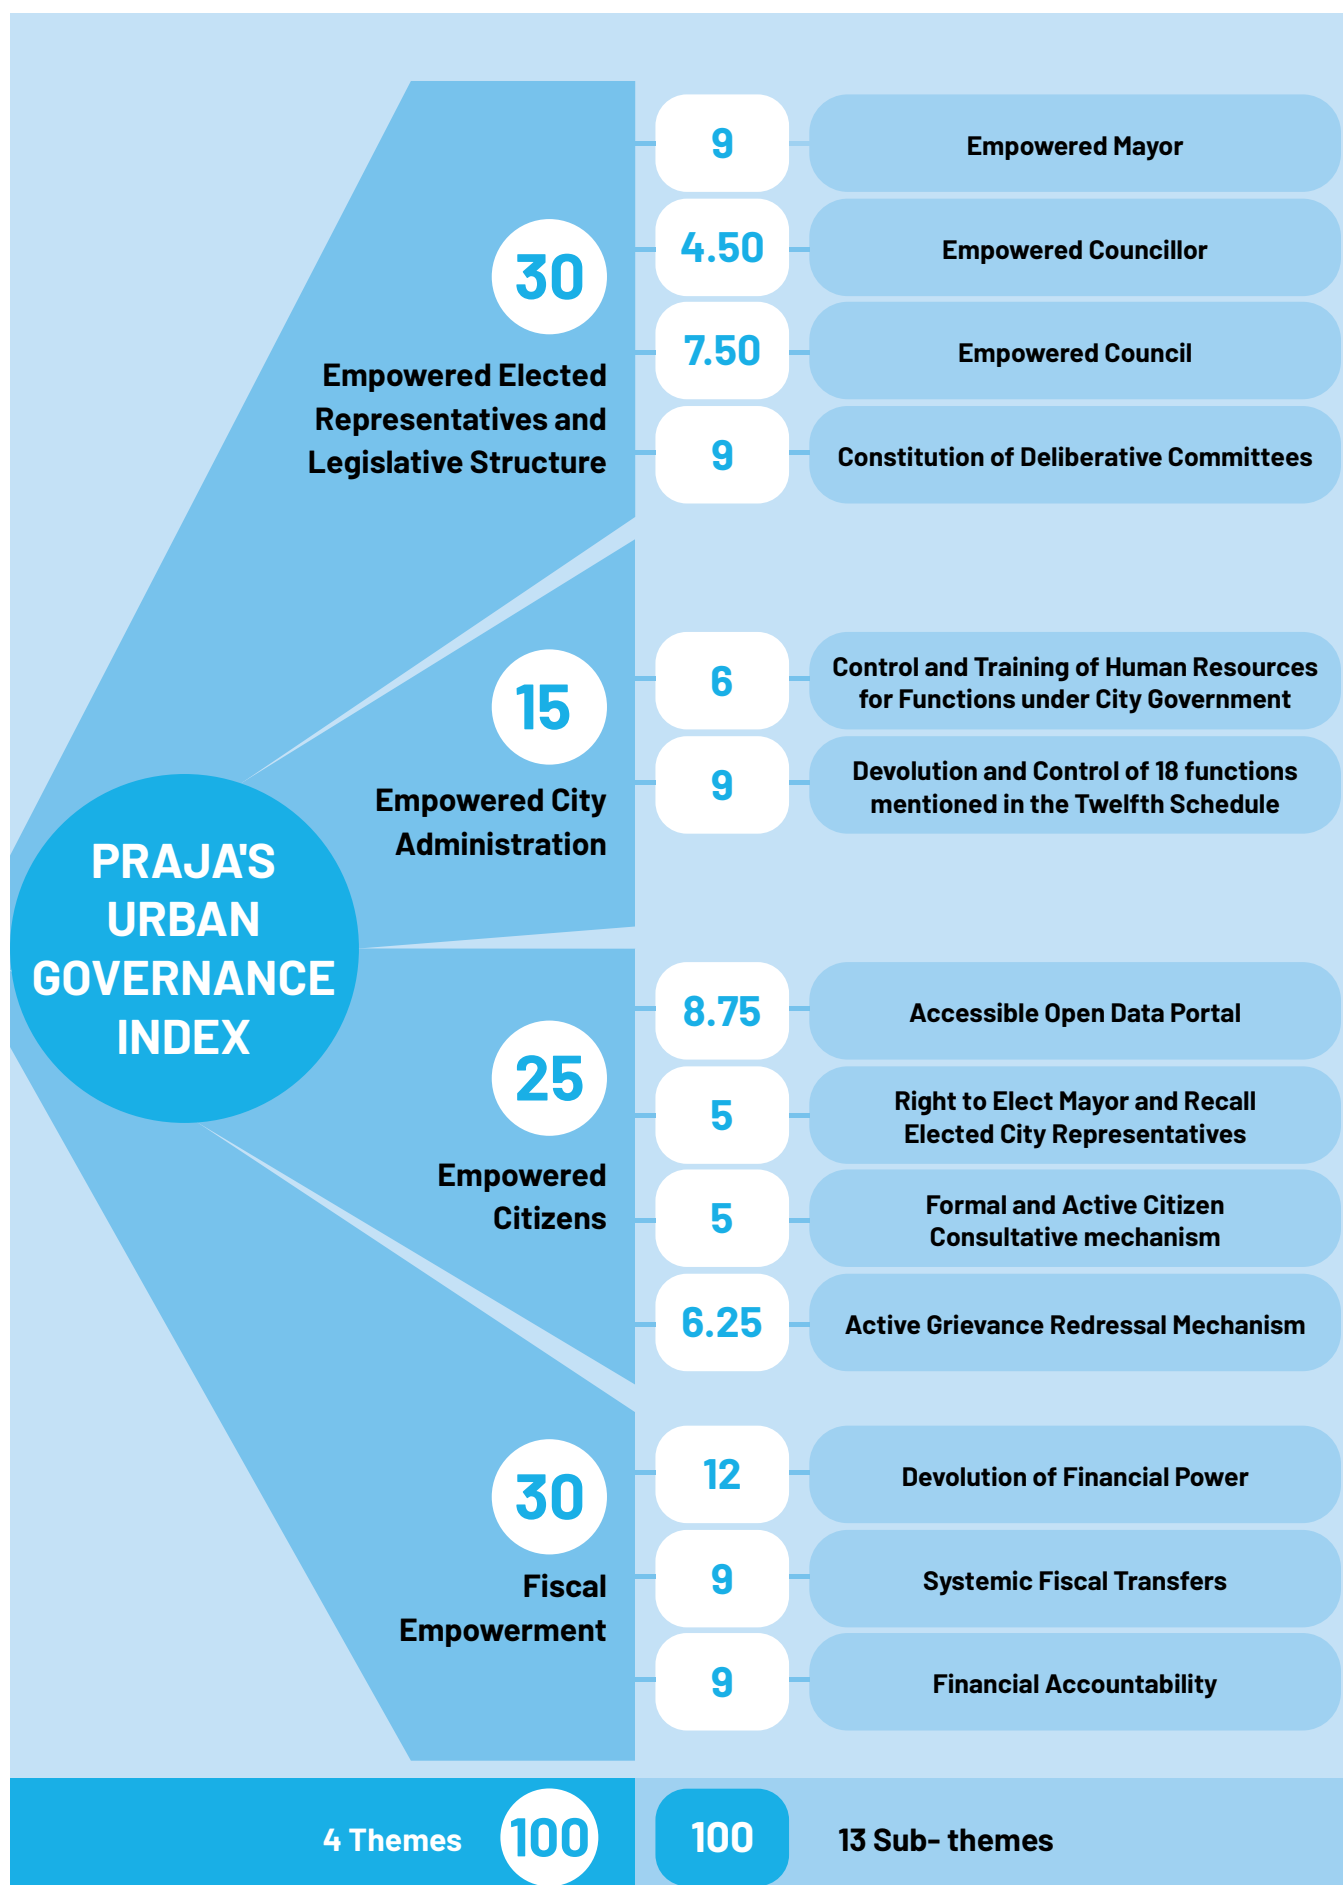 PRAJA'S
URBAN
GOVERNANCE
INDEX
30
Empowered Elected
Representatives and
Legislative Structure
9
Empowered Mayor
4.50
Empowered Councillor
7.50
Empowered Council
9
Constitution of Deliberative Committees
15
Empowered City
Administration
6
Control and Training of Human Resources
for Functions under City Government
9
Devolution and Control of 18 functions
mentioned in the Twelfth Schedule
25
Empowered
Citizens
8.75
Accessible Open Data Portal
5
Right to Elect Mayor and Recall
Elected City Representatives
5
Formal and Active Citizen
Consultative mechanism
6.25
Active Grievance Redressal Mechanism
30
Fiscal
Empowerment
12
Devolution of Financial Power
9
Systemic Fiscal Transfers
9
Financial Accountability
4 Themes
100
100
13 Sub- themes